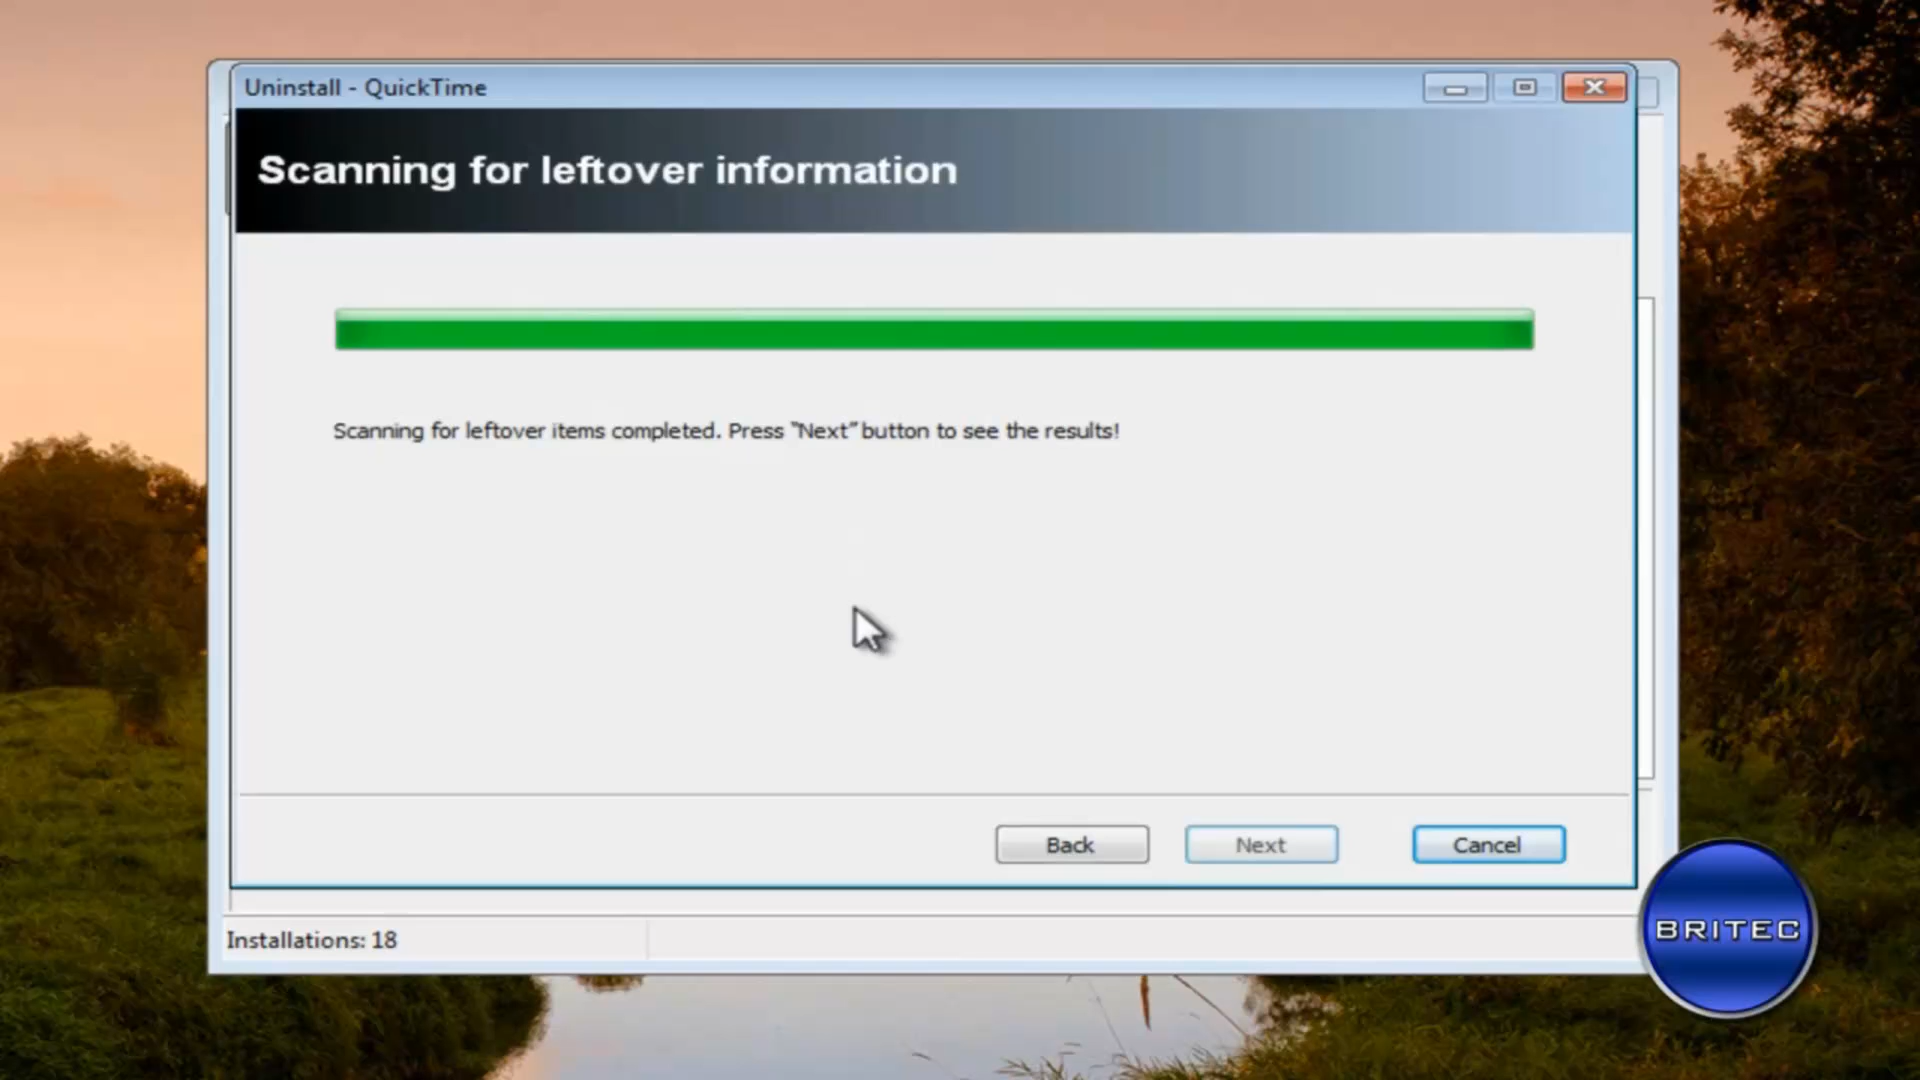 Uninstall - QuickTime
Scanning for leftover information
Scanning for leftover items completed. Press "Next" button to see the results!
Back
Next
Cancel
Installations: 18
BRITEC